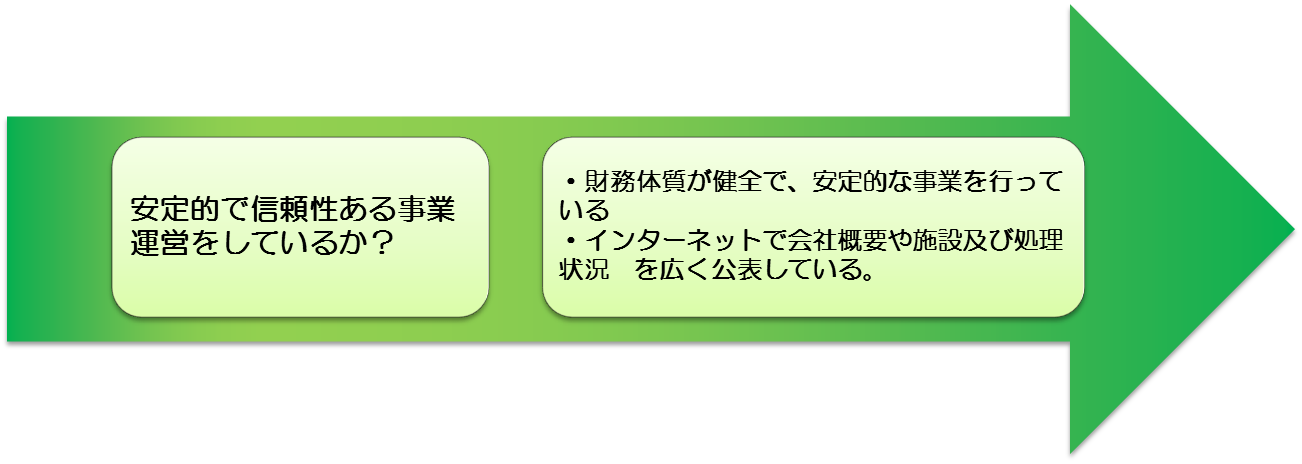 安定的で信頼性ある事業
運営をしているか？
・財務体質が健全で、安定的な事業を行って
いる
・インターネットで会社概要や施設及び処理
状況　を広く公表している。